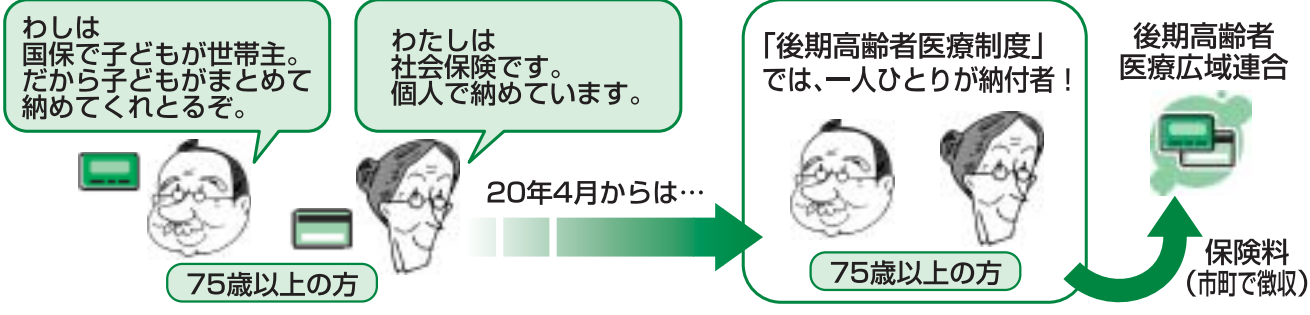 わしは
国保で子どもが世帯主。
だから子どもがまとめて
納めてくれとるぞ。
わたしは
社会保険です。
個人で納めています。
75歳以上の方
20年4月からは…
「後期高齢者医療制度」
では、一人ひとりが納付者！
75歳以上の方
後期高齢者
医療広域連合
保険料
（市町で徴収）